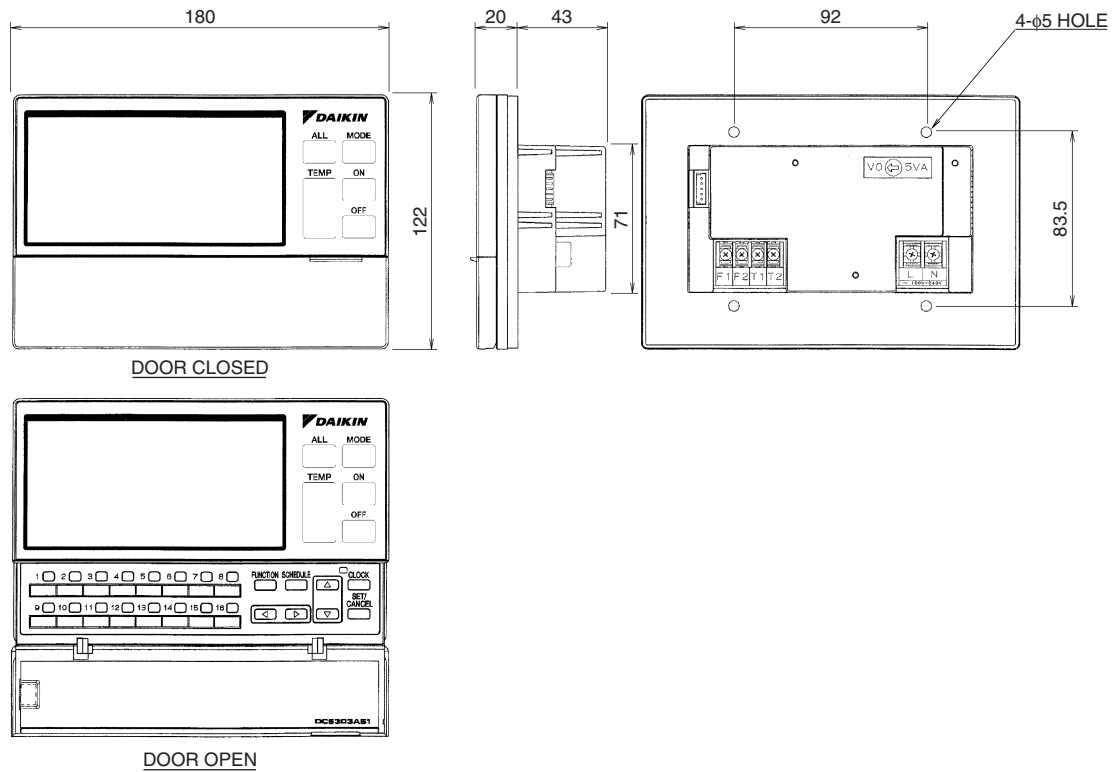 180
20
43
92
4-φ5 HOLE
DAIKIN
ALL MODE
TEMP ON
OFF
122
71
V0 5VA
83.5
F1 F2 T1 T2
L N
~ 100V-240V
DOOR CLOSED
DAIKIN
ALL MODE
TEMP ON
OFF
1 2 3 4 5 6 7 8
FUNCTION SCHEDULE CLOCK
9 10 11 12 13 14 15 16
SET/
CANCEL
DCS303A51
DOOR OPEN